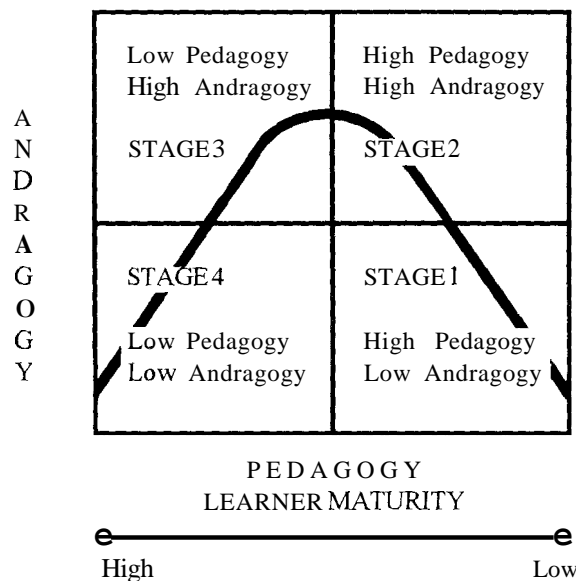 Low Pedagogy
High Andragogy
STAGE3
High Pedagogy
High Andragogy
STAGE2
ANDRAGOGY
STAGE4
Low Pedagogy
Low Andragogy
STAGE1
High Pedagogy
Low Andragogy
PEDAGOGY
LEARNER MATURITY
High
Low